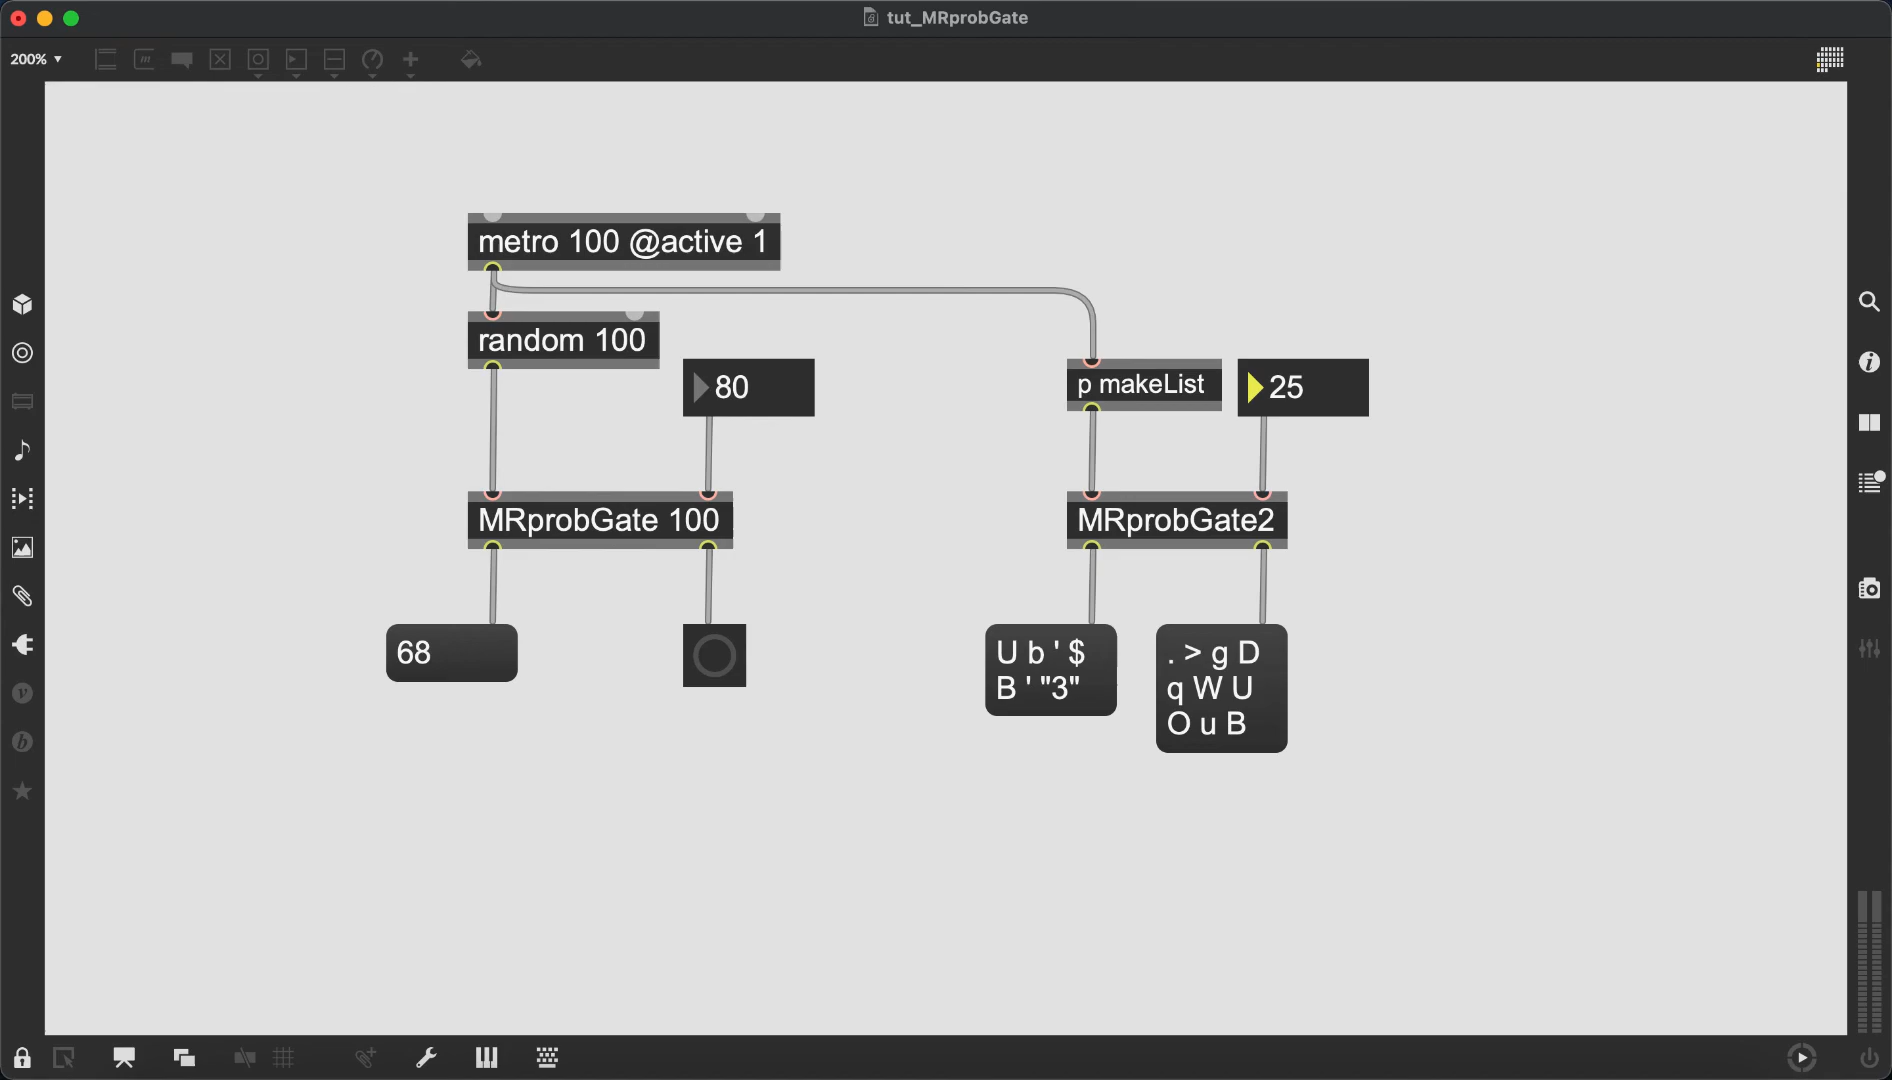 tut_MRprobGate
200%
metro 100 @active 1
random 100
80
p makeList
25
MRprobGate 100
MRprobGate2
68
U b ' $
B ' "3"
. > g D
q W U
O u B